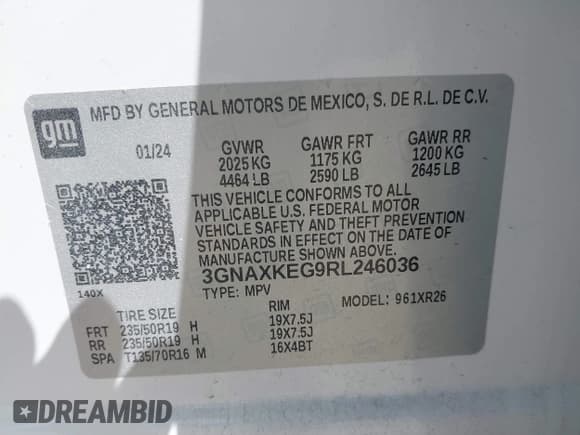 gm
MFD BY GENERAL MOTORS DE MEXICO, S. DE R.L. DE C.V.
01/24 GVWR GAWR FRT GAWR RR
2025 KG 1175 KG 1200 KG
4464 LB 2590 LB 2645 LB
THIS VEHICLE CONFORMS TO ALL
APPLICABLE U.S. FEDERAL MOTOR
VEHICLE SAFETY AND THEFT PREVENTION
STANDARDS IN EFFECT ON THE DATE OF
MANUFACTURE SHOWN ABOVE.
3GNAXKEG9RL246036
140X TYPE: MPV MODEL: 961XR26
TIRE SIZE RIM
FRT 235/50R19 H 19X7.5J
RR 235/50R19 H 19X7.5J
SPA T135/70R16 M 16X4BT
DREAMBID